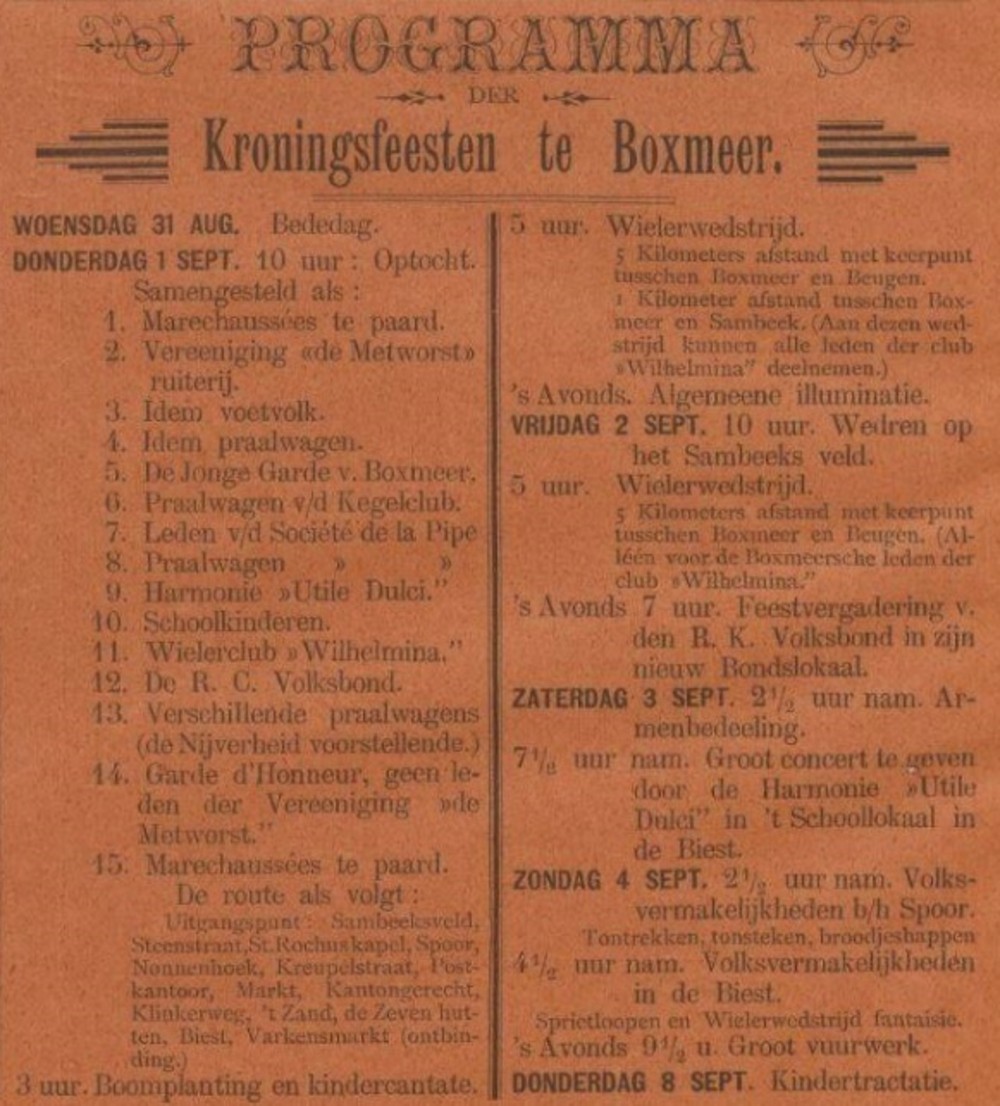 PROGRAMMA
DER
Kroningsfeesten te Boxmeer.
WOENSDAG 31 AUG. Bededag.
DONDERDAG 1 SEPT. 10 uur : Optocht.
Samengesteld als :
1. Marechaussées te paard.
2. Vereeniging «de Metworst»
ruiterij.
3. Idem voetvolk.
4. Idem praalwagen.
5. De Jonge Garde v. Boxmeer.
6. Praalwagen v/d Kegelclub.
7. Leden v/d Société de la Pipe
8. Praalwagen » »
9. Harmonie »Utile Dulci."
10. Schoolkinderen.
11. Wielerclub »Wilhelmina."
12. De R. C. Volksbond.
13. Verschillende praalwagens
(de Nijverheid voorstellende.)
14. Garde d'Honneur, geen le-
den der Vereeniging »de
Metworst."
15. Marechaussées te paard.
De route als volgt :
Uitgangspunt : Sambeeksveld,
Steenstraat, St. Rochuskapel, Spoor,
Nonnenhoek, Kreupelstraat, Post-
kantoor, Markt, Kantongerecht,
Klinkerweg, 't Zand, de Zeven hut-
ten, Biest, Varkensmarkt (ontbin-
ding.)
3 uur. Boomplanting en kindercantate.
5 uur. Wielerwedstrijd.
5 Kilometers afstand met keerpunt
tusschen Boxmeer en Beugen.
1 Kilometer afstand tusschen Box-
meer en Sambeek. (Aan dezen wed-
strijd kunnen alle leden der club
»Wilhelmina" deelnemen.)
's Avonds. Algemeene illuminatie.
VRIJDAG 2 SEPT. 10 uur. Wedren op
het Sambeeks veld.
5 uur. Wielerwedstrijd.
5 Kilometers afstand met keerpunt
tusschen Boxmeer en Beugen. (Al-
léén voor de Boxmeersche leden der
club »Wilhelmina."
's Avonds 7 uur. Feestvergadering v.
den R. K. Volksbond in zijn
nieuw Bondslokaal.
ZATERDAG 3 SEPT. 2 1/2 uur nam. Ar-
menbedeeling.
7 1/2 uur nam. Groot concert te geven
door de Harmonie »Utile
Dulci" in 't Schoollokaal in
de Biest.
ZONDAG 4 SEPT. 2 1/2 uur nam. Volks-
vermakelijkheden b/h Spoor.
Tontrekken, tonsteken, broodjeshappen
4 1/2 uur nam. Volksvermakelijkheden
in de Biest.
Sprietloopen en Wielerwedstrijd fantaisie.
's Avonds 9 1/2 u. Groot vuurwerk.
DONDERDAG 8 SEPT. Kindertractatie.